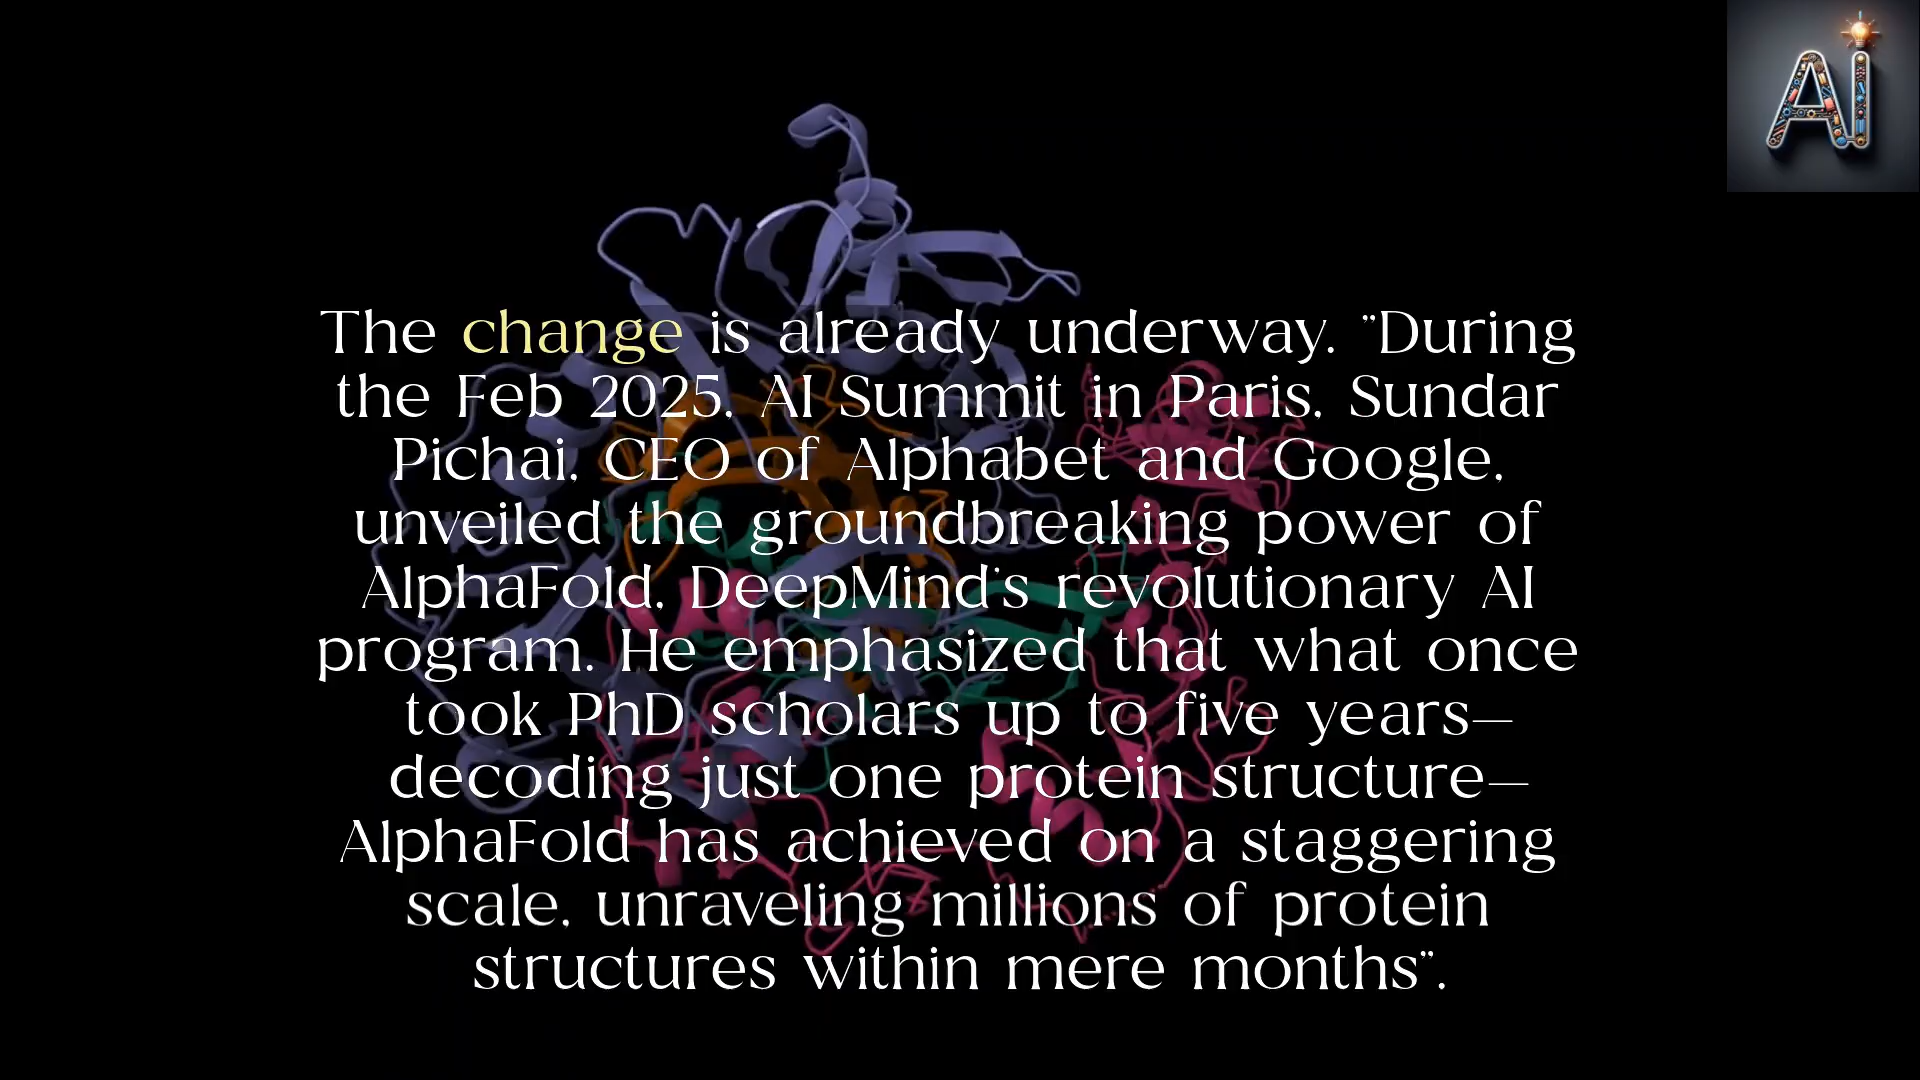 AI
The change is already underway. "During
the Feb 2025, AI Summit in Paris, Sundar
Pichai, CEO of Alphabet and Google,
unveiled the groundbreaking power of
AlphaFold, DeepMind's revolutionary AI
program. He emphasized that what once
took PhD scholars up to five years—
decoding just one protein structure—
AlphaFold has achieved on a staggering
scale, unraveling millions of protein
structures within mere months".